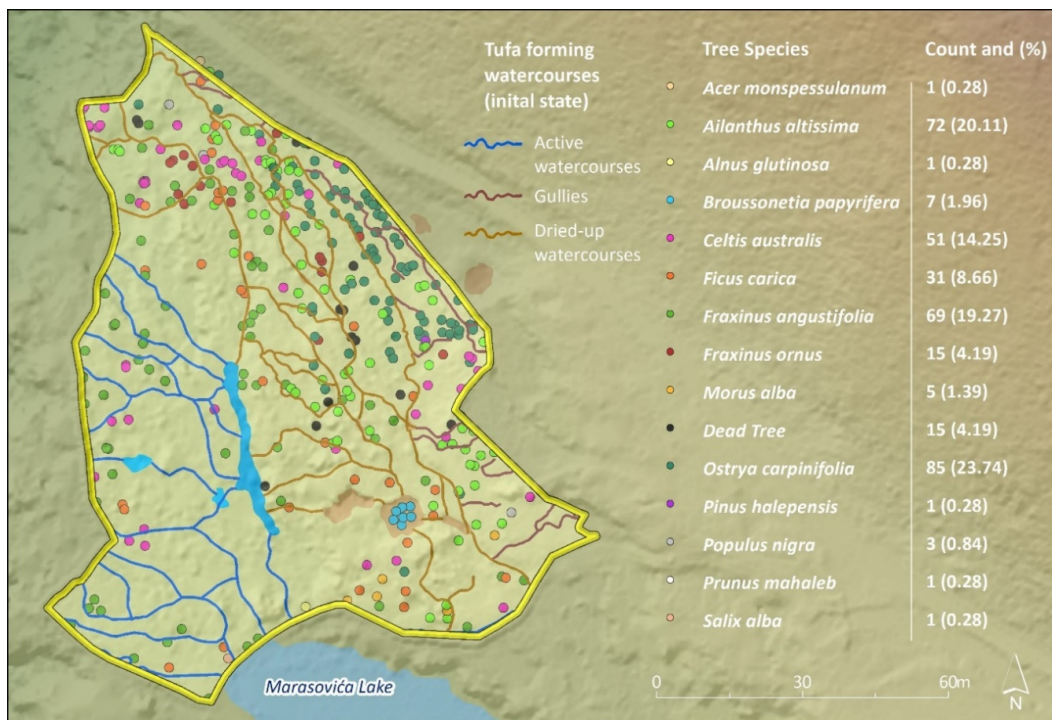 Tufa forming
watercourses
(inital state)
Active
watercourses
Gullies
Dried-up
watercourses
Tree Species Count and (%)
Acer monspessulanum 1 (0.28)
Ailanthus altissima 72 (20.11)
Alnus glutinosa 1 (0.28)
Broussonetia papyrifera 7 (1.96)
Celtis australis 51 (14.25)
Ficus carica 31 (8.66)
Fraxinus angustifolia 69 (19.27)
Fraxinus ornus 15 (4.19)
Morus alba 5 (1.39)
Dead Tree 15 (4.19)
Ostrya carpinifolia 85 (23.74)
Pinus halepensis 1 (0.28)
Populus nigra 3 (0.84)
Prunus mahaleb 1 (0.28)
Salix alba 1 (0.28)
Marasovića Lake
0 30 60m
N